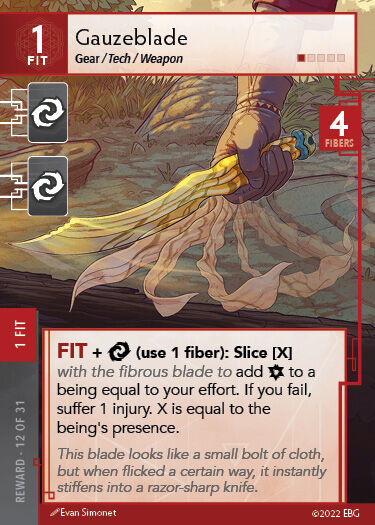 1
FIT
Gauzeblade
Gear / Tech / Weapon
4
FIBERS
1 FIT
REWARD - 12 OF 31
FIT + (use 1 fiber): Slice [X]
with the fibrous blade to add to a
being equal to your effort. If you fail,
suffer 1 injury. X is equal to the
being's presence.
This blade looks like a small bolt of cloth,
but when flicked a certain way, it instantly
stiffens into a razor-sharp knife.
Evan Simonet
©2022 EBG